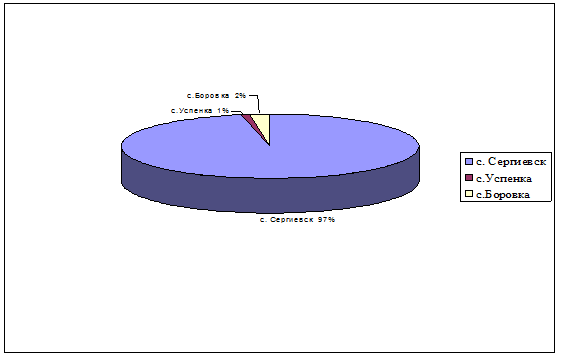 с.Боровка 2%
с.Успенка 1%
с. Сергиевск 97%
с. Сергиевск
с.Успенка
с.Боровка